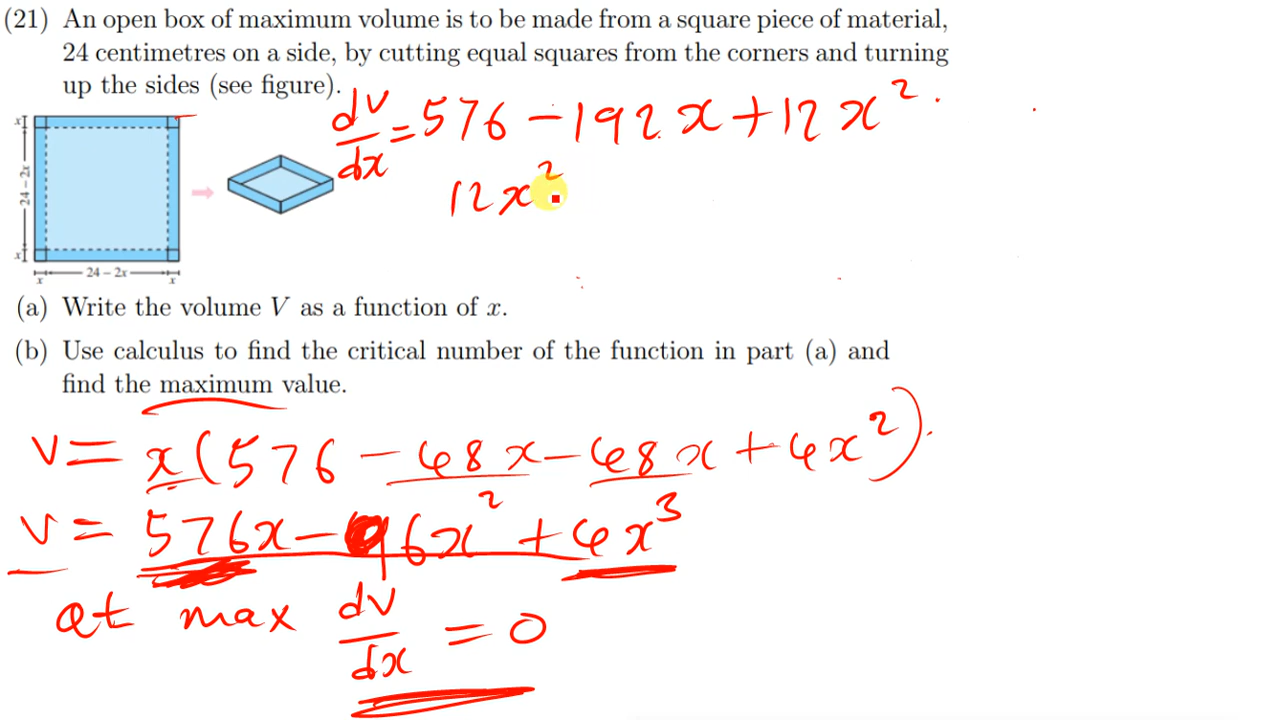 (21) An open box of maximum volume is to be made from a square piece of material,
24 centimetres on a side, by cutting equal squares from the corners and turning
up the sides (see figure).
dv/dx = 576 - 192x + 12x².
12x²
x
24 - 2x
x
x 24 - 2x x
(a) Write the volume V as a function of x.
(b) Use calculus to find the critical number of the function in part (a) and
find the maximum value.
V = x(576 - 48x - 48x + 4x²).
V = 576x - 96x² + 4x³
at max dv/dx = 0